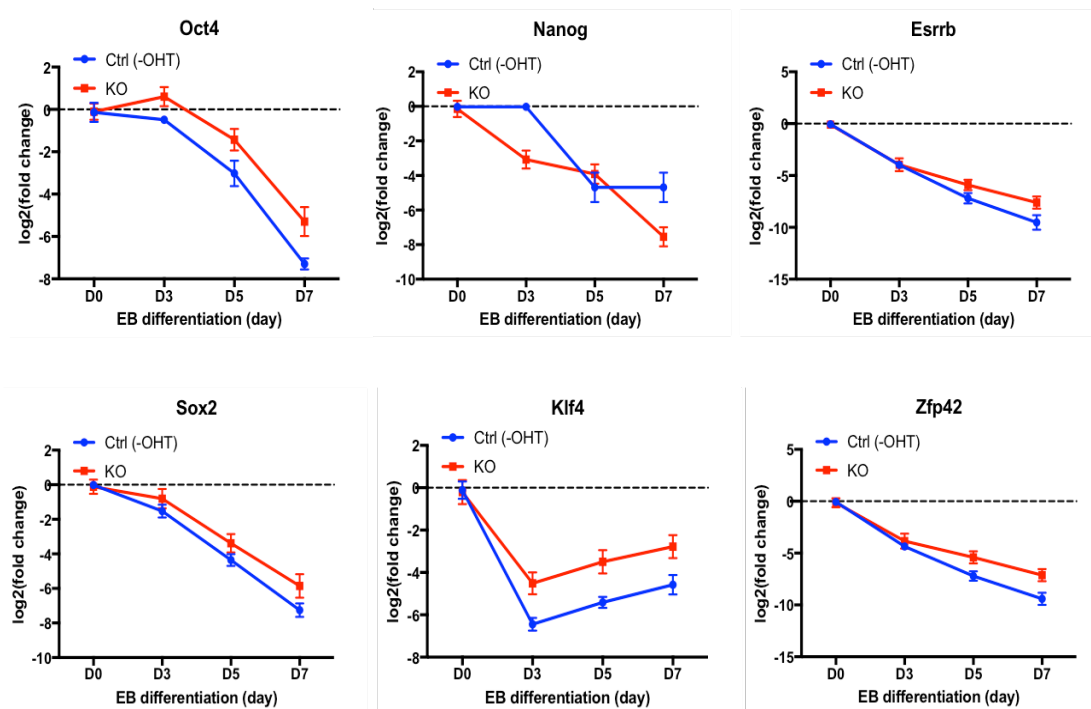 Oct4
Ctrl (-OHT)
KO
log2(fold change)
2
0
-2
-4
-6
-8
D0 D3 D5 D7
EB differentiation (day)
Nanog
Ctrl (-OHT)
KO
log2(fold change)
2
0
-2
-4
-6
-8
-10
D0 D3 D5 D7
EB differentiation (day)
Esrrb
Ctrl (-OHT)
KO
log2(fold change)
5
0
-5
-10
-15
D0 D3 D5 D7
EB differentiation (day)
Sox2
Ctrl (-OHT)
KO
log2(fold change)
2
0
-2
-4
-6
-8
-10
D0 D3 D5 D7
EB differentiation (day)
Klf4
Ctrl (-OHT)
KO
log2(fold change)
2
0
-2
-4
-6
-8
D0 D3 D5 D7
EB differentiation (day)
Zfp42
Ctrl (-OHT)
KO
log2(fold change)
5
0
-5
-10
-15
D0 D3 D5 D7
EB differentiation (day)